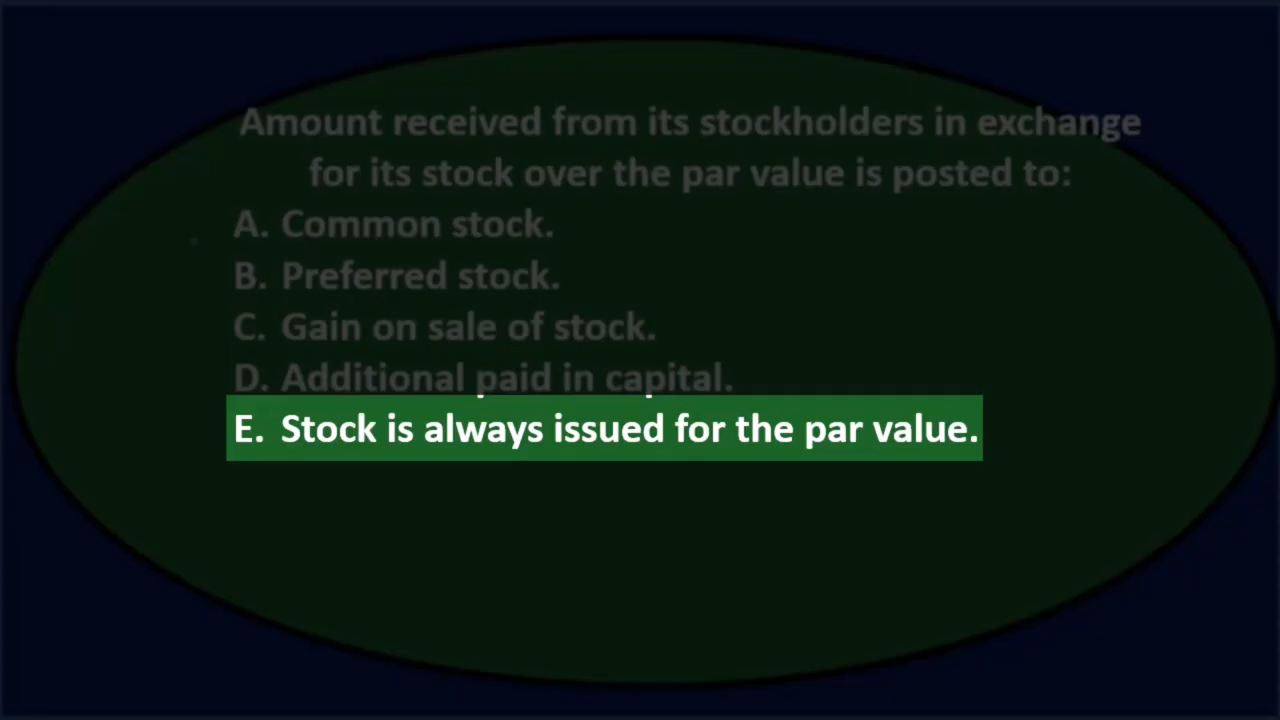 Amount received from its stockholders in exchange
for its stock over the par value is posted to:
A. Common stock.
B. Preferred stock.
C. Gain on sale of stock.
D. Additional paid in capital.
E. Stock is always issued for the par value.